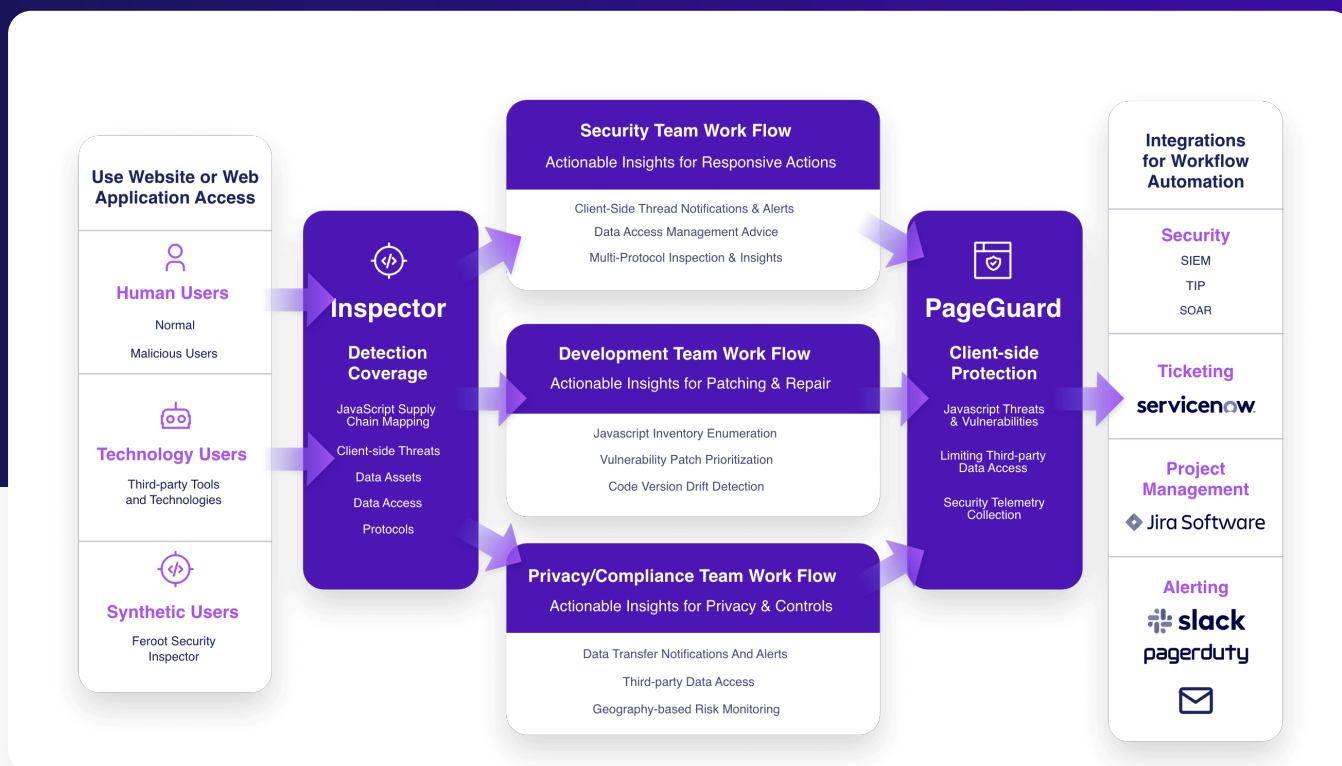 Use Website or Web
Application Access
Human Users
Normal
Malicious Users
Technology Users
Third-party Tools
and Technologies
Synthetic Users
Feroot Security
Inspector
Inspector
Detection
Coverage
JavaScript Supply
Chain Mapping
Client-side Threats
Data Assets
Data Access
Protocols
Security Team Work Flow
Actionable Insights for Responsive Actions
Client-Side Thread Notifications & Alerts
Data Access Management Advice
Multi-Protocol Inspection & Insights
Development Team Work Flow
Actionable Insights for Patching & Repair
Javascript Inventory Enumeration
Vulnerability Patch Prioritization
Code Version Drift Detection
Privacy/Compliance Team Work Flow
Actionable Insights for Privacy & Controls
Data Transfer Notifications And Alerts
Third-party Data Access
Geography-based Risk Monitoring
PageGuard
Client-side
Protection
Javascript Threats
& Vulnerabilities
Limiting Third-party
Data Access
Security Telemetry
Collection
Integrations
for Workflow
Automation
Security
SIEM
TIP
SOAR
Ticketing
servicenow
Project
Management
Jira Software
Alerting
slack
pagerduty